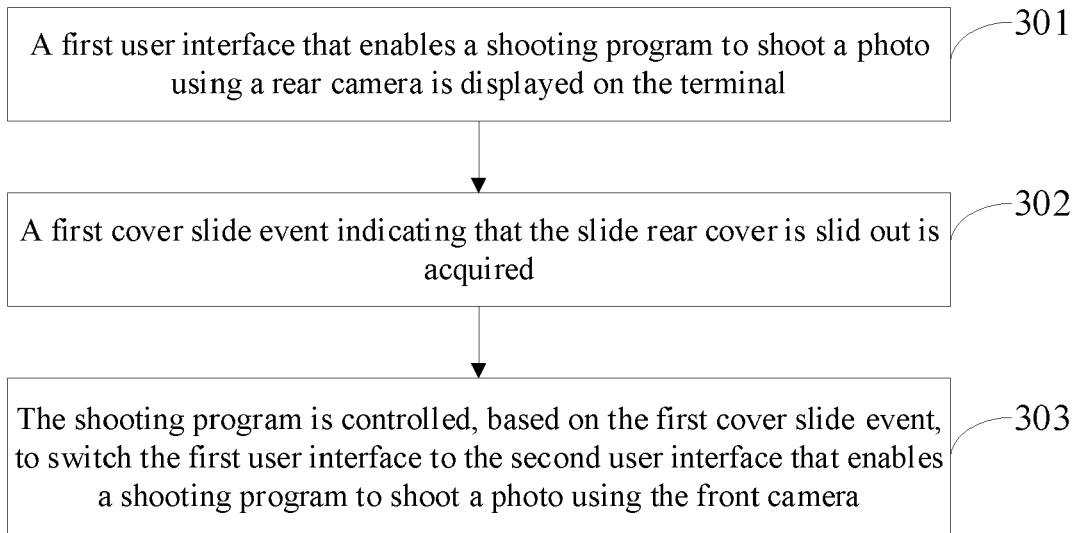 A first user interface that enables a shooting program to shoot a photo
using a rear camera is displayed on the terminal
301
A first cover slide event indicating that the slide rear cover is slid out is
acquired
302
The shooting program is controlled, based on the first cover slide event,
to switch the first user interface to the second user interface that enables
a shooting program to shoot a photo using the front camera
303